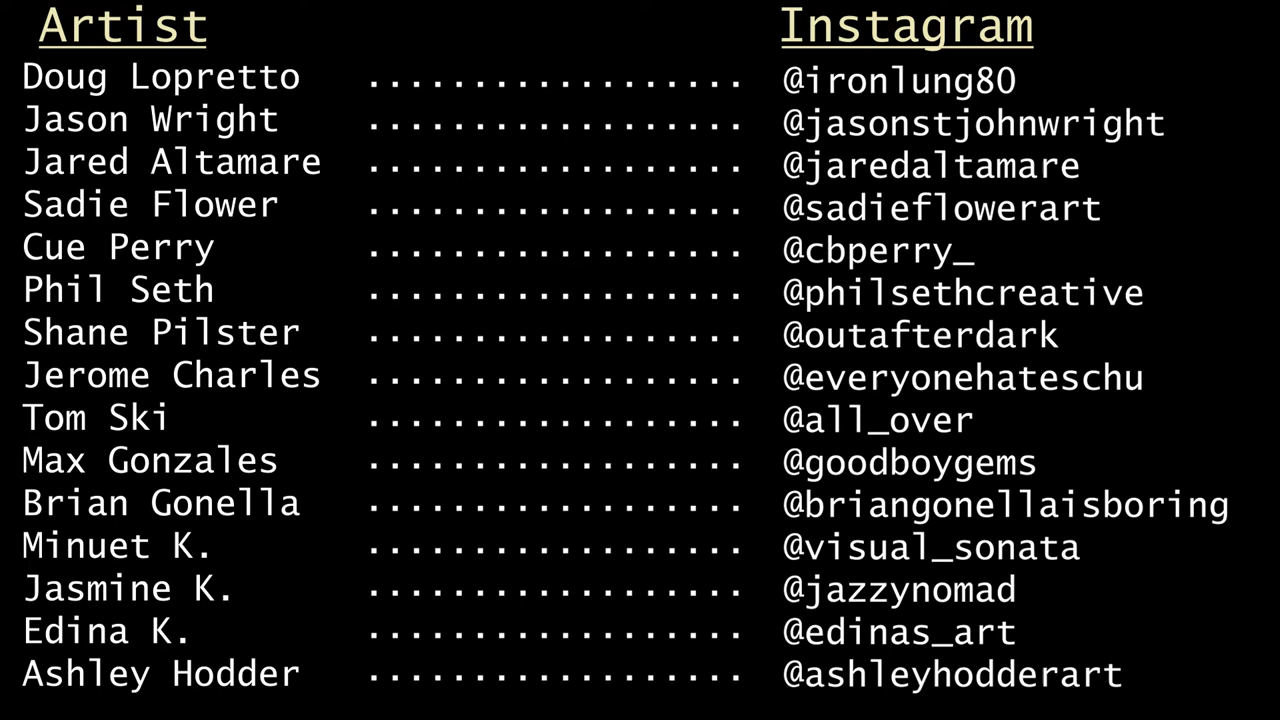 Artist Instagram
Doug Lopretto .................. @ironlung80
Jason Wright .................. @jasonstjohnwright
Jared Altamare .................. @jaredaltamare
Sadie Flower .................. @sadieflowerart
Cue Perry .................. @cbperry_
Phil Seth .................. @philsethcreative
Shane Pilster .................. @outafterdark
Jerome Charles .................. @everyonehateschu
Tom Ski .................. @all_over
Max Gonzales .................. @goodboygems
Brian Gonella .................. @briangonellaisboring
Minuet K. .................. @visual_sonata
Jasmine K. .................. @jazzynomad
Edina K. .................. @edinas_art
Ashley Hodder .................. @ashleyhodderart